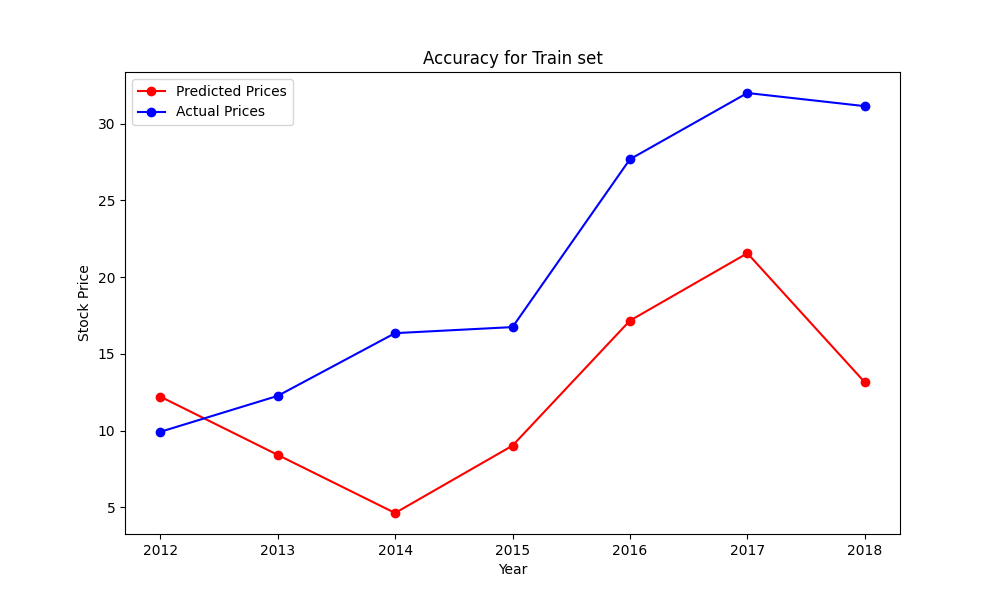 Accuracy for Train set
Predicted Prices
Actual Prices
Stock Price
30
25
20
15
10
5
2012 2013 2014 2015 2016 2017 2018
Year